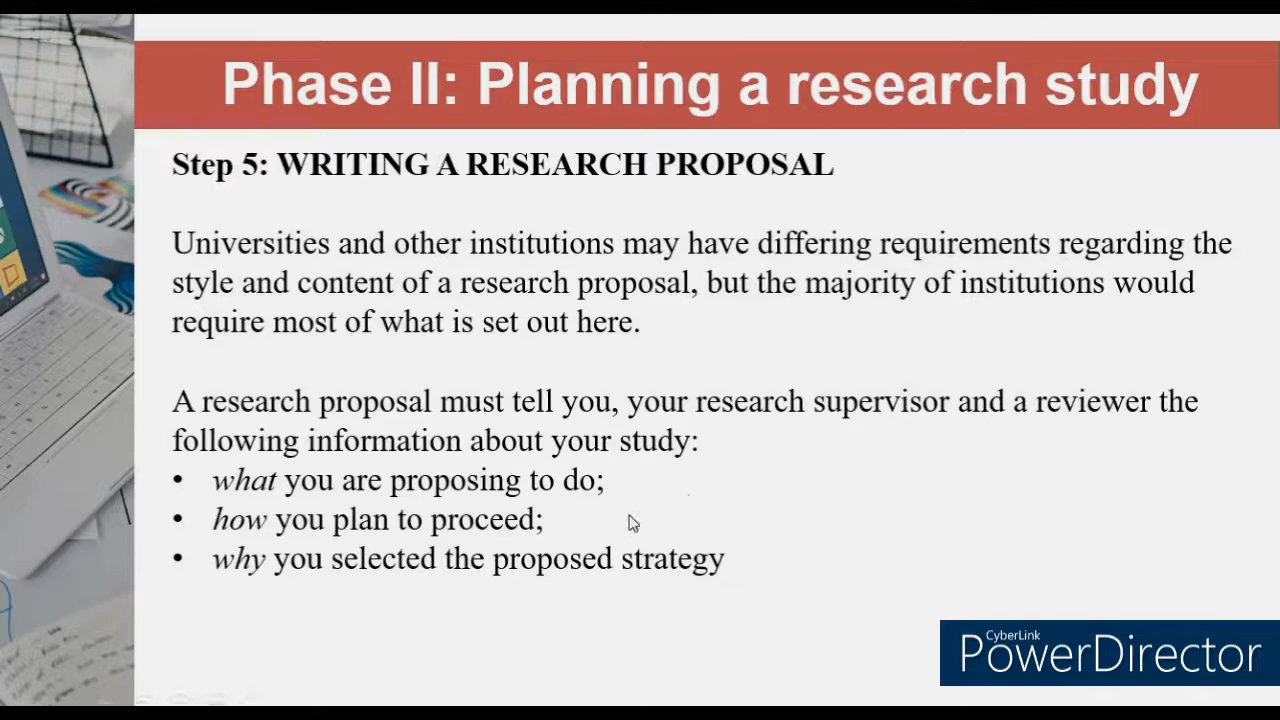 Phase II: Planning a research study
Step 5: WRITING A RESEARCH PROPOSAL
Universities and other institutions may have differing requirements regarding the
style and content of a research proposal, but the majority of institutions would
require most of what is set out here.
A research proposal must tell you, your research supervisor and a reviewer the
following information about your study:
• what you are proposing to do;
• how you plan to proceed;
• why you selected the proposed strategy
CyberLink
PowerDirector